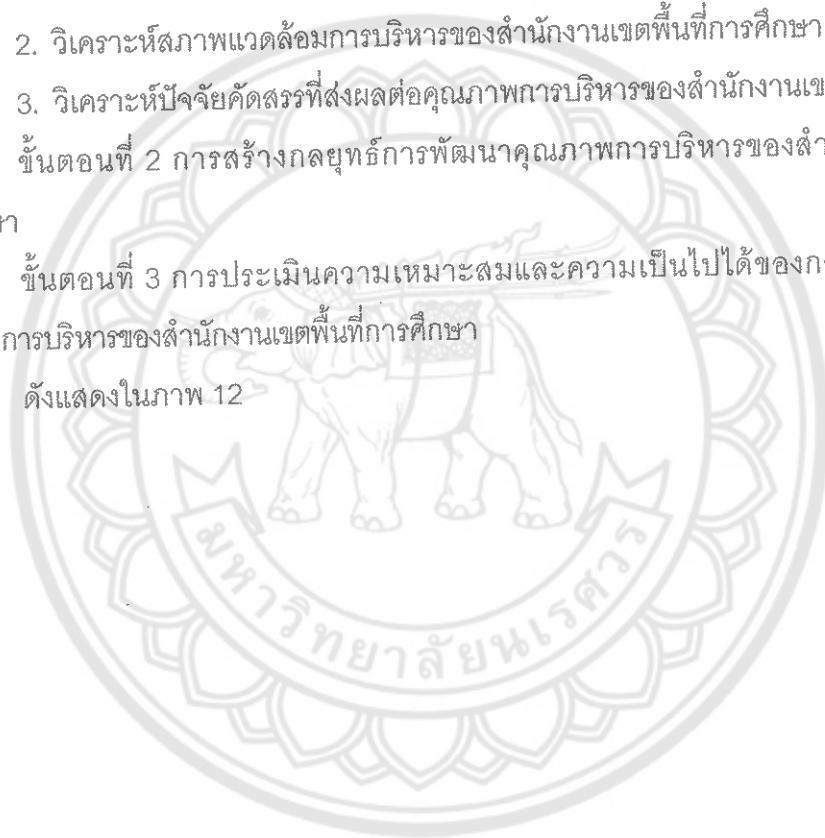 2. วิเคราะห์สภาพแวดล้อมการบริหารของสำนักงานเขตพื้นที่การศึกษา
3. วิเคราะห์ปัจจัยคัดสรรที่ส่งผลต่อคุณภาพการบริหารของสำนักงานเข
ขั้นตอนที่ 2 การสร้างกลยุทธ์การพัฒนาคุณภาพการบริหารของสำ
ษา
ขั้นตอนที่ 3 การประเมินความเหมาะสมและความเป็นไปได้ของก
การบริหารของสำนักงานเขตพื้นที่การศึกษา
ดังแสดงในภาพ 12
มหาวิทยาลัยนเรศวร